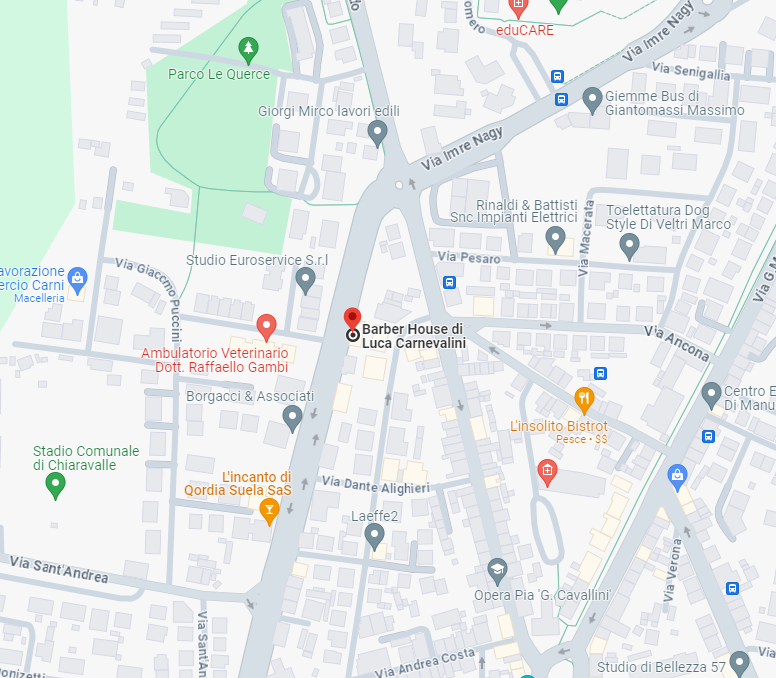 eduCARE
Via Imre Nagy
Via Senigallia
Parco Le Querce
Giorgi Mirco lavori edili
Giemme Bus di
Giantomassi Massimo
Via Imre Nagy
Rinaldi & Battisti
Snc Impianti Elettrici
Via Macerata
Toelettatura Dog
Style Di Veltri Marco
Studio Euroservice S.r.l
Via Pesaro
Via Giacomo Puccini
avorazione
ercio Carni
Macelleria
Via G.M
Barber House di
Luca Carnevalini
Via Ancona
Ambulatorio Veterinario
Dott. Raffaello Gambi
Borgacci & Associati
Centro E
Di Manu
L'insolito Bistrot
Pesce • $$
Stadio Comunale
di Chiaravalle
L'incanto di
Qordia Suela SaS
Via Dante Alighieri
Laeffe2
Via Sant'Andrea
Opera Pia 'G. Cavallini'
Via Verona
Via Sant'An
Via Andrea Costa
Studio di Bellezza 57
Via
Donizetti